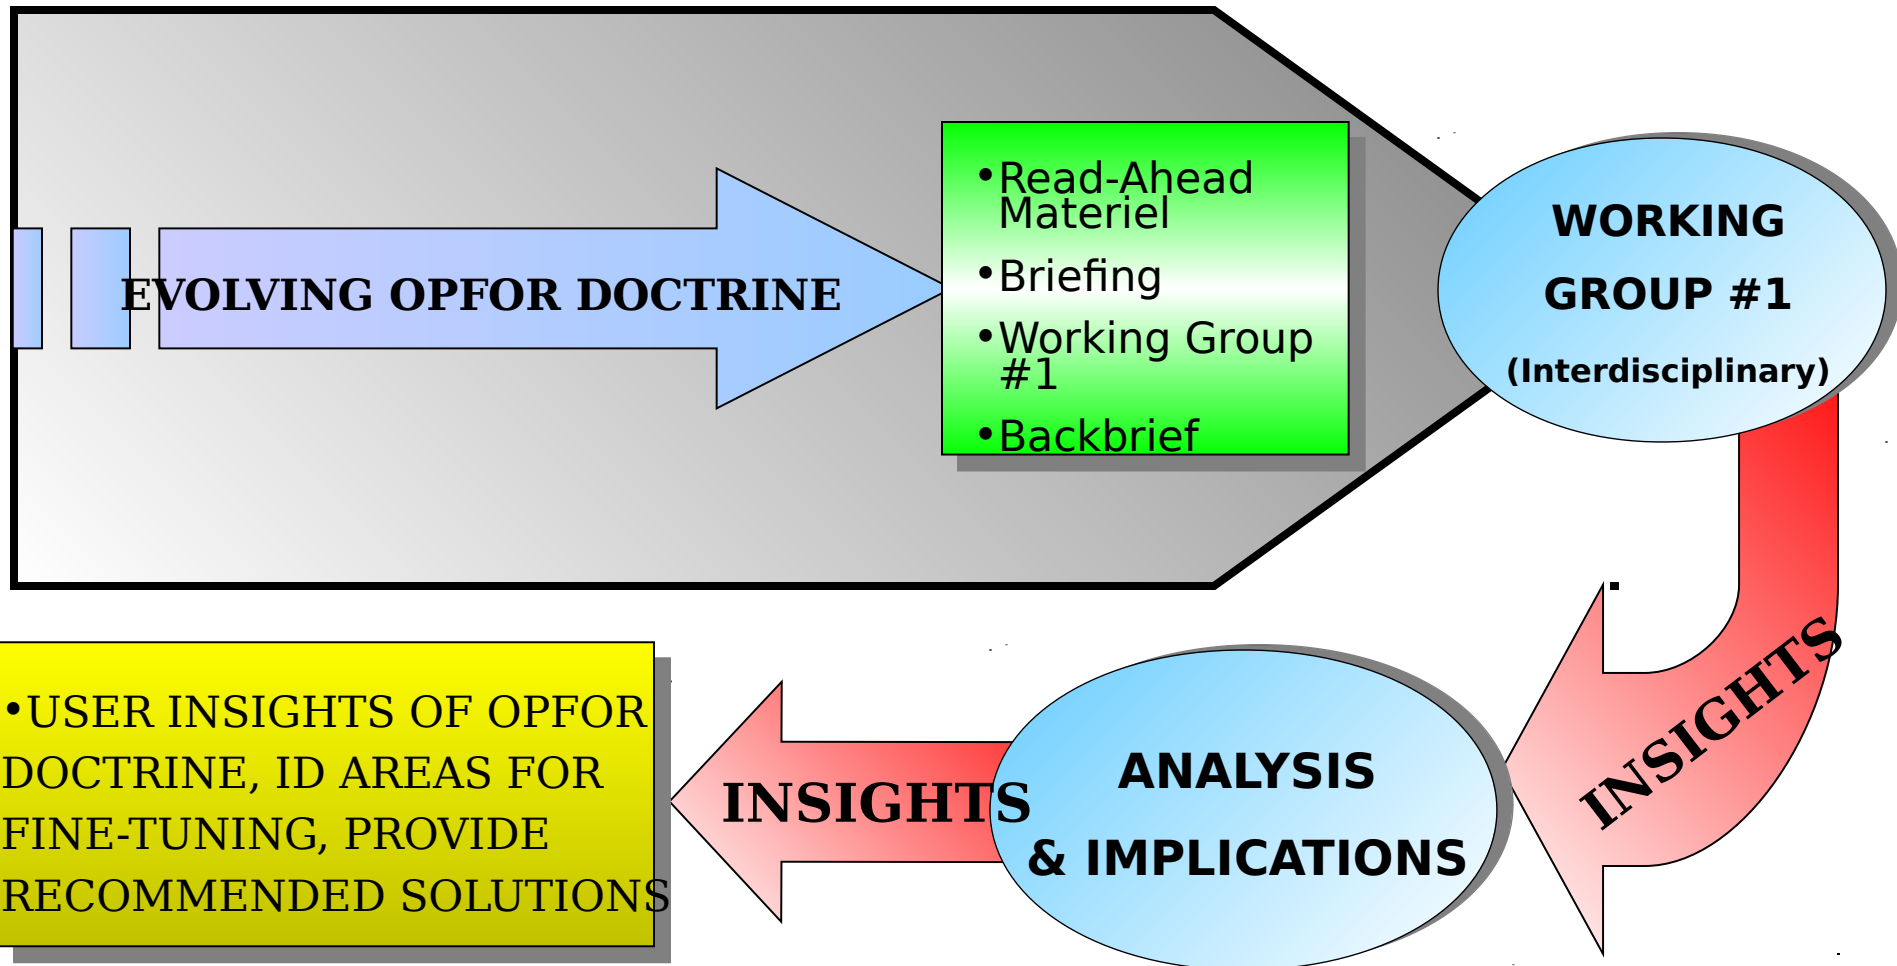 EVOLVING OPFOR DOCTRINE
•Read-Ahead
Materiel
•Briefing
•Working Group
#1
•Backbrief
WORKING
GROUP #1
(Interdisciplinary)
INSIGHTS
ANALYSIS
& IMPLICATIONS
INSIGHTS
•USER INSIGHTS OF OPFOR
DOCTRINE, ID AREAS FOR
FINE-TUNING, PROVIDE
RECOMMENDED SOLUTIONS